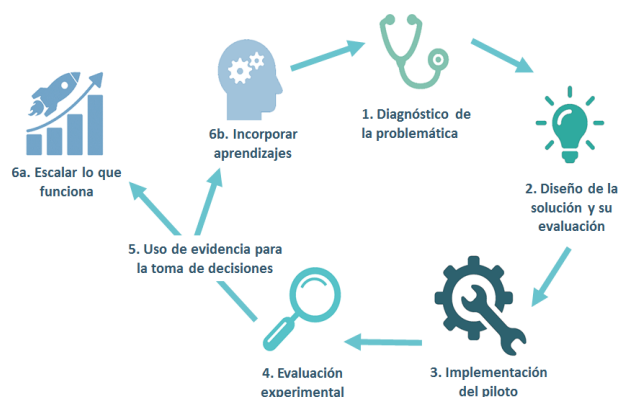 1. Diagnóstico de
la problemática
2. Diseño de la
solución y su
evaluación
3. Implementación
del piloto
4. Evaluación
experimental
5. Uso de evidencia para
la toma de decisiones
6a. Escalar lo que
funciona
6b. Incorporar
aprendizajes